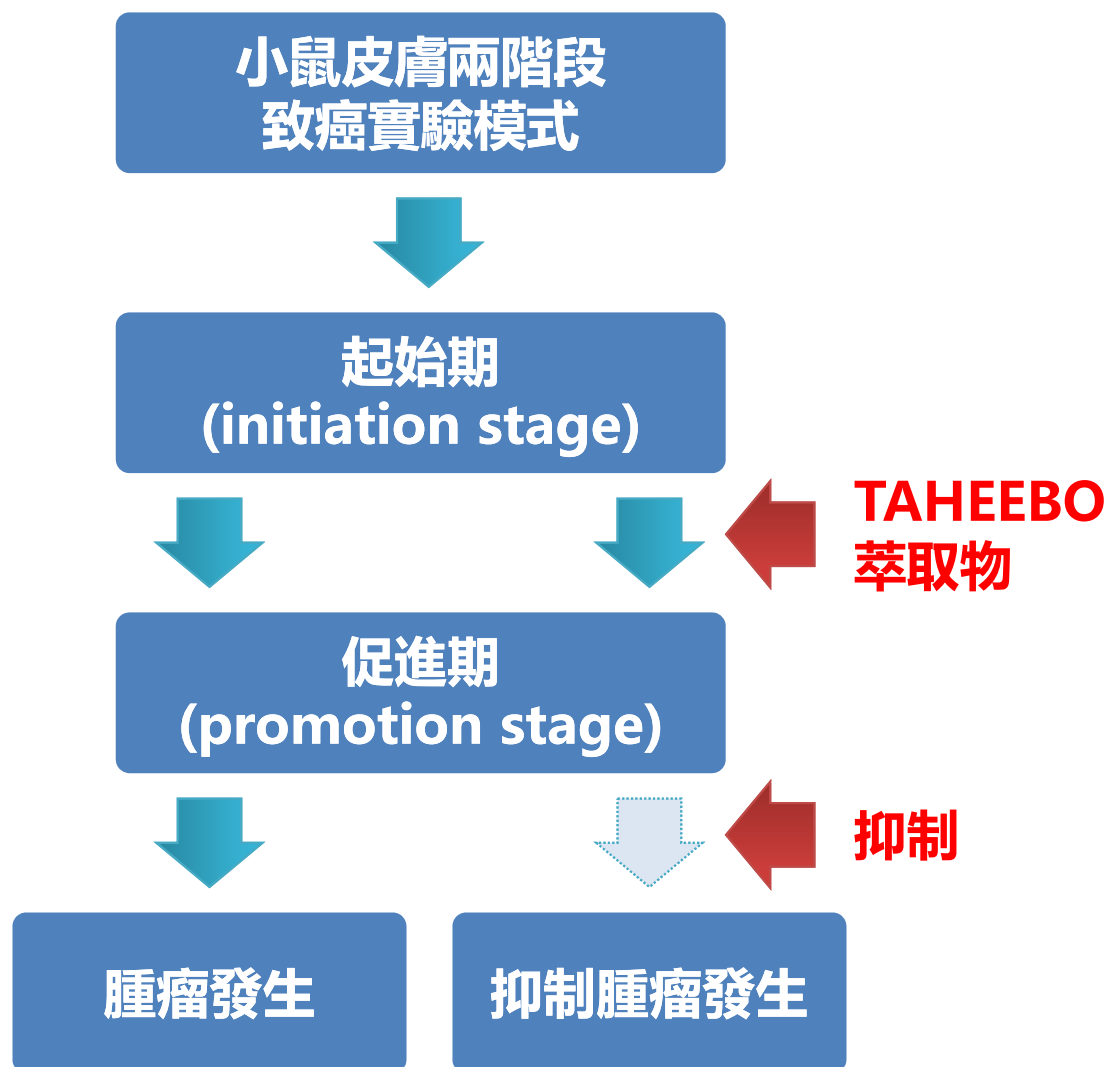 小鼠皮膚兩階段
致癌實驗模式
起始期
(initiation stage)
TAHEEBO
萃取物
促進期
(promotion stage)
抑制
腫瘤發生
抑制腫瘤發生